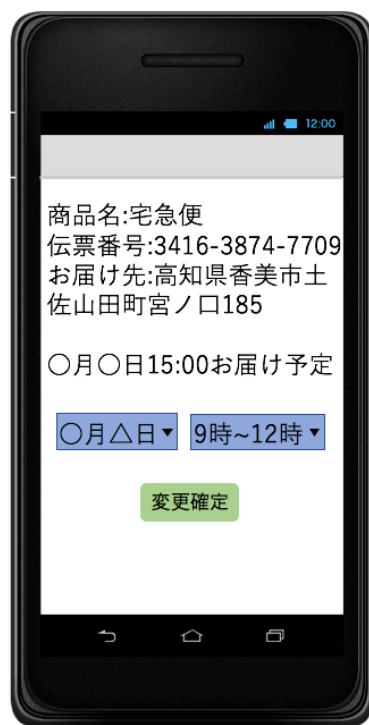 12:00
商品名:宅急便
伝票番号:3416-3874-7709
お届け先:高知県香美市土
佐山田町宮ノ口185
〇月〇日15:00お届け予定
〇月△日▼ 9時~12時▼
変更確定